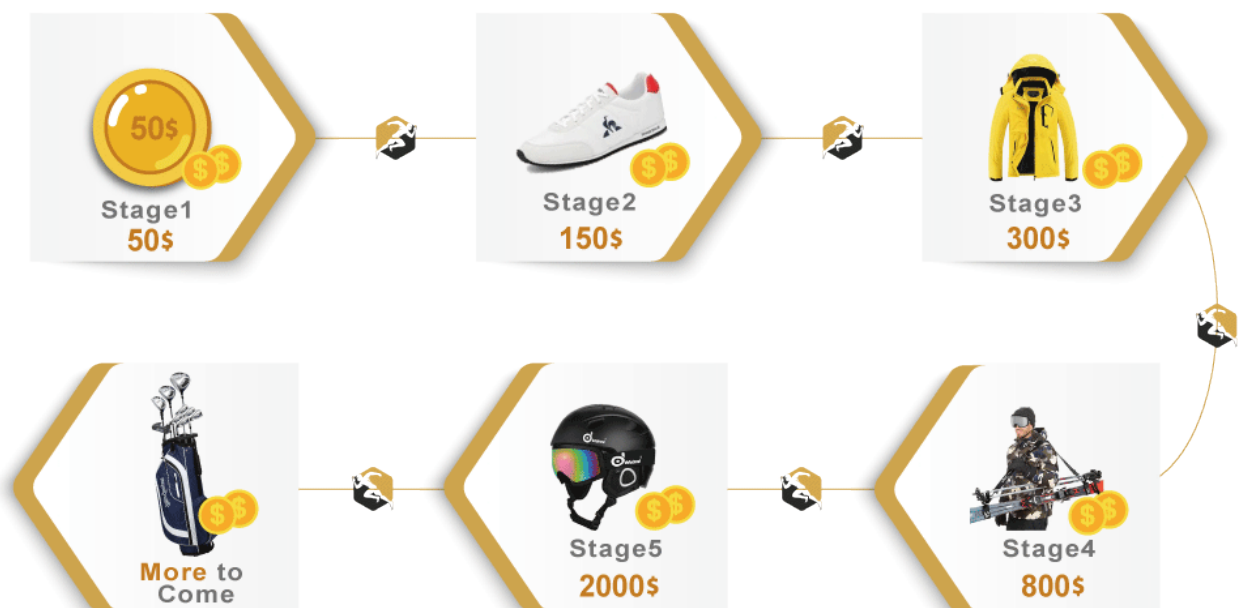 50$
$ $
Stage1
50$
$ $
Stage2
150$
$ $
Stage3
300$
$ $
More to
Come
$ $
Stage5
2000$
$ $
Stage4
800$